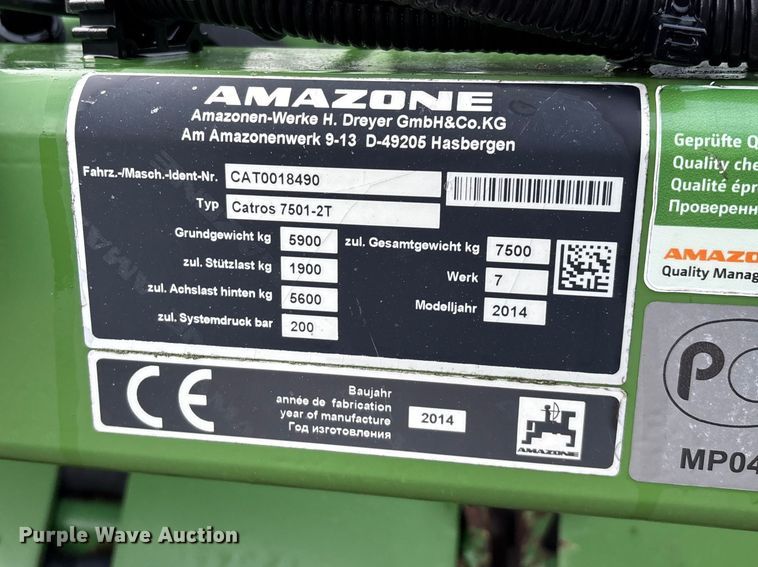 AMAZONE
Amazonen-Werke H. Dreyer GmbH&Co.KG
Am Amazonenwerk 9-13 D-49205 Hasbergen
Fahrz.-/Masch.-Ident-Nr. CAT0018490
Typ Catros 7501-2T
Grundgewicht kg 5900 zul. Gesamtgewicht kg 7500
zul. Stützlast kg 1900 Werk 7
zul. Achslast hinten kg 5600 Modelljahr 2014
zul. Systemdruck bar 200
CE
Baujahr
année de fabrication
year of manufacture 2014
Год изготовления
AMAZONE
Geprüfte Q
Quality che
Qualité épr
Проверенн
AMAZO
Quality Manag
MP04
Purple Wave Auction